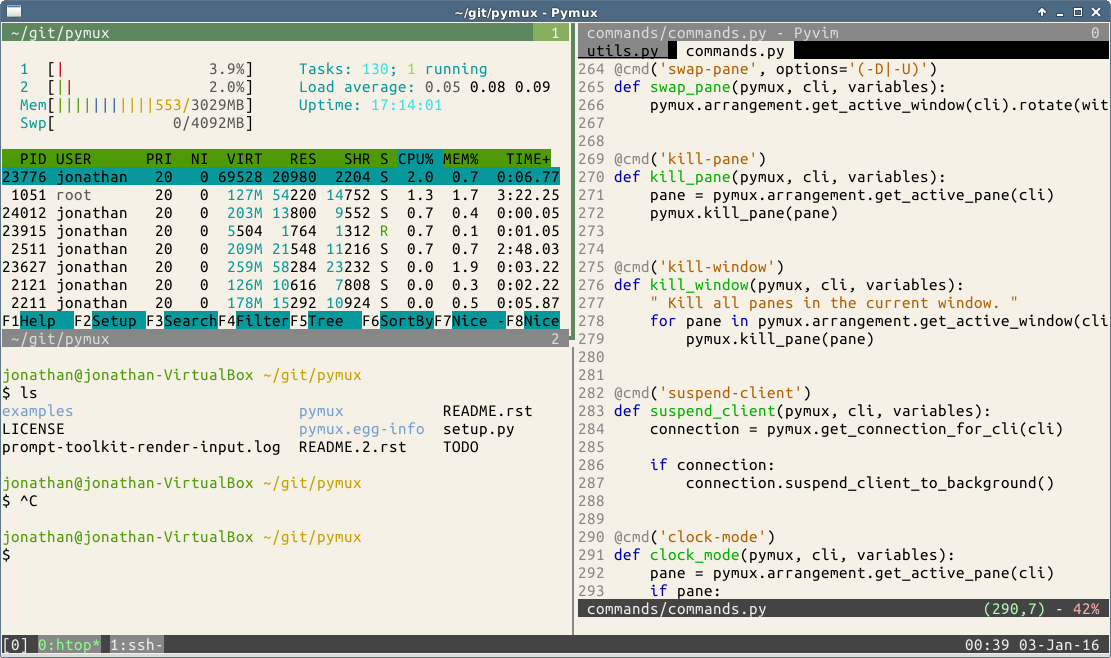 ~/git/pymux - Pymux
~/git/pymux 1
1 [| 3.9%] Tasks: 130; 1 running
2 [|| 2.0%] Load average: 0.05 0.08 0.09
Mem[|||||||||||553/3029MB] Uptime: 17:14:01
Swp[ 0/4092MB]
PID USER PRI NI VIRT RES SHR S CPU% MEM% TIME+
23776 jonathan 20 0 69528 20980 2204 S 2.0 0.7 0:06.77
1051 root 20 0 127M 54220 14752 S 1.3 1.7 3:22.25
24012 jonathan 20 0 203M 13800 9552 S 0.7 0.4 0:00.05
23915 jonathan 20 0 5504 1764 1312 R 0.7 0.1 0:01.05
2511 jonathan 20 0 209M 21548 11216 S 0.7 0.7 2:48.03
23627 jonathan 20 0 259M 58284 23232 S 0.0 1.9 0:03.22
2121 jonathan 20 0 126M 10616 7808 S 0.0 0.3 0:02.22
2211 jonathan 20 0 178M 15292 10924 S 0.0 0.5 0:05.87
F1Help F2Setup F3SearchF4FilterF5Tree F6SortByF7Nice -F8Nice
~/git/pymux 2
jonathan@jonathan-VirtualBox ~/git/pymux
$ ls
examples pymux README.rst
LICENSE pymux.egg-info setup.py
prompt-toolkit-render-input.log README.2.rst TODO
jonathan@jonathan-VirtualBox ~/git/pymux
$ ^C
jonathan@jonathan-VirtualBox ~/git/pymux
$
commands/commands.py - Pyvim 0
utils.py commands.py
264 @cmd('swap-pane', options='(-D|-U)')
265 def swap_pane(pymux, cli, variables):
266 pymux.arrangement.get_active_window(cli).rotate(wit
267
268
269 @cmd('kill-pane')
270 def kill_pane(pymux, cli, variables):
271 pane = pymux.arrangement.get_active_pane(cli)
272 pymux.kill_pane(pane)
273
274
275 @cmd('kill-window')
276 def kill_window(pymux, cli, variables):
277 " Kill all panes in the current window. "
278 for pane in pymux.arrangement.get_active_window(cli
279 pymux.kill_pane(pane)
280
281
282 @cmd('suspend-client')
283 def suspend_client(pymux, cli, variables):
284 connection = pymux.get_connection_for_cli(cli)
285
286 if connection:
287 connection.suspend_client_to_background()
288
289
290 @cmd('clock-mode')
291 def clock_mode(pymux, cli, variables):
292 pane = pymux.arrangement.get_active_pane(cli)
293 if pane:
commands/commands.py (290,7) - 42%
[0] 0:htop* 1:ssh- 00:39 03-Jan-16